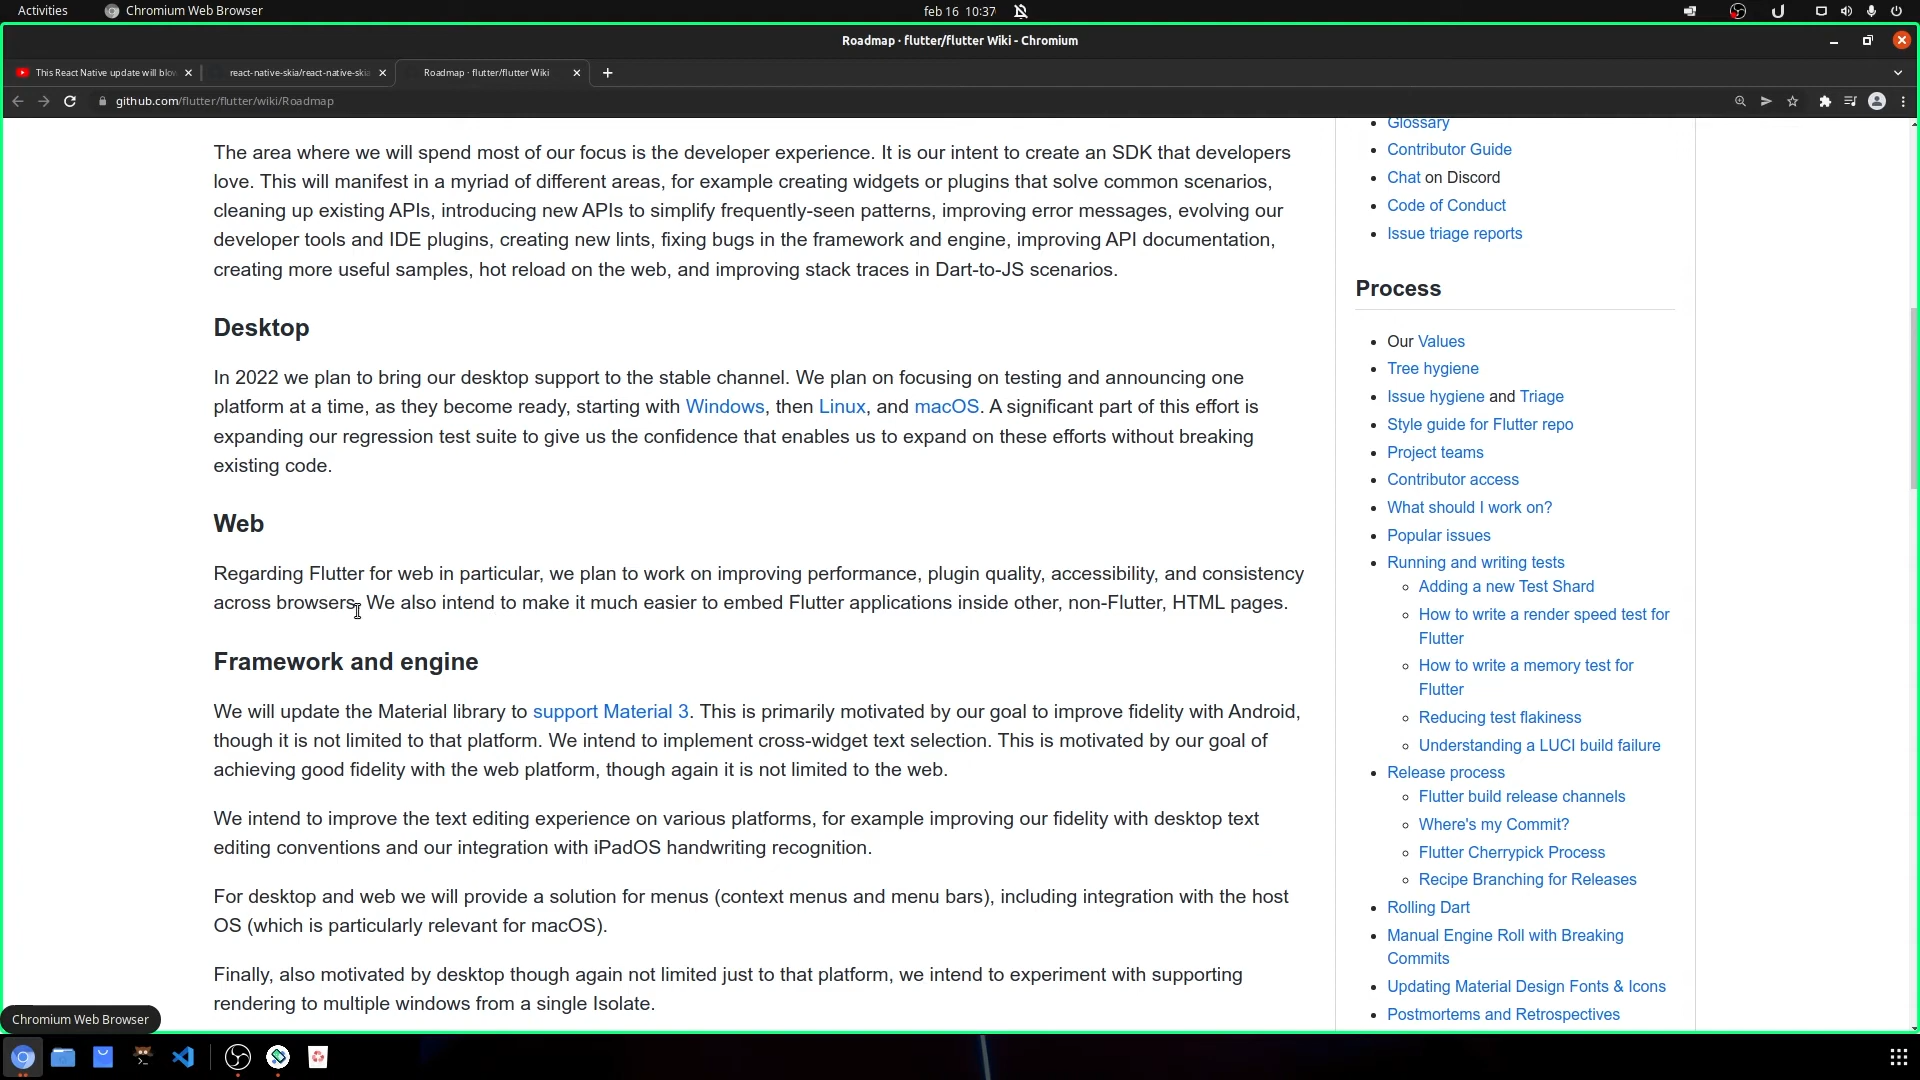 Activities
Chromium Web Browser
feb 16 10:37
Roadmap · flutter/flutter Wiki - Chromium
This React Native update will blow
react-native-skia/react-native-skia
Roadmap · flutter/flutter Wiki
github.com/flutter/flutter/wiki/Roadmap
The area where we will spend most of our focus is the developer experience. It is our intent to create an SDK that developers
love. This will manifest in a myriad of different areas, for example creating widgets or plugins that solve common scenarios,
cleaning up existing APIs, introducing new APIs to simplify frequently-seen patterns, improving error messages, evolving our
developer tools and IDE plugins, creating new lints, fixing bugs in the framework and engine, improving API documentation,
creating more useful samples, hot reload on the web, and improving stack traces in Dart-to-JS scenarios.
Desktop
In 2022 we plan to bring our desktop support to the stable channel. We plan on focusing on testing and announcing one
platform at a time, as they become ready, starting with Windows, then Linux, and macOS. A significant part of this effort is
expanding our regression test suite to give us the confidence that enables us to expand on these efforts without breaking
existing code.
Web
Regarding Flutter for web in particular, we plan to work on improving performance, plugin quality, accessibility, and consistency
across browsers. We also intend to make it much easier to embed Flutter applications inside other, non-Flutter, HTML pages.
Framework and engine
We will update the Material library to support Material 3. This is primarily motivated by our goal to improve fidelity with Android,
though it is not limited to that platform. We intend to implement cross-widget text selection. This is motivated by our goal of
achieving good fidelity with the web platform, though again it is not limited to the web.
We intend to improve the text editing experience on various platforms, for example improving our fidelity with desktop text
editing conventions and our integration with iPadOS handwriting recognition.
For desktop and web we will provide a solution for menus (context menus and menu bars), including integration with the host
OS (which is particularly relevant for macOS).
Finally, also motivated by desktop though again not limited just to that platform, we intend to experiment with supporting
rendering to multiple windows from a single Isolate.
Glossary
Contributor Guide
Chat on Discord
Code of Conduct
Issue triage reports
Process
Our Values
Tree hygiene
Issue hygiene and Triage
Style guide for Flutter repo
Project teams
Contributor access
What should I work on?
Popular issues
Running and writing tests
Adding a new Test Shard
How to write a render speed test for
Flutter
How to write a memory test for
Flutter
Reducing test flakiness
Understanding a LUCI build failure
Release process
Flutter build release channels
Where's my Commit?
Flutter Cherrypick Process
Recipe Branching for Releases
Rolling Dart
Manual Engine Roll with Breaking
Commits
Updating Material Design Fonts & Icons
Postmortems and Retrospectives
Chromium Web Browser